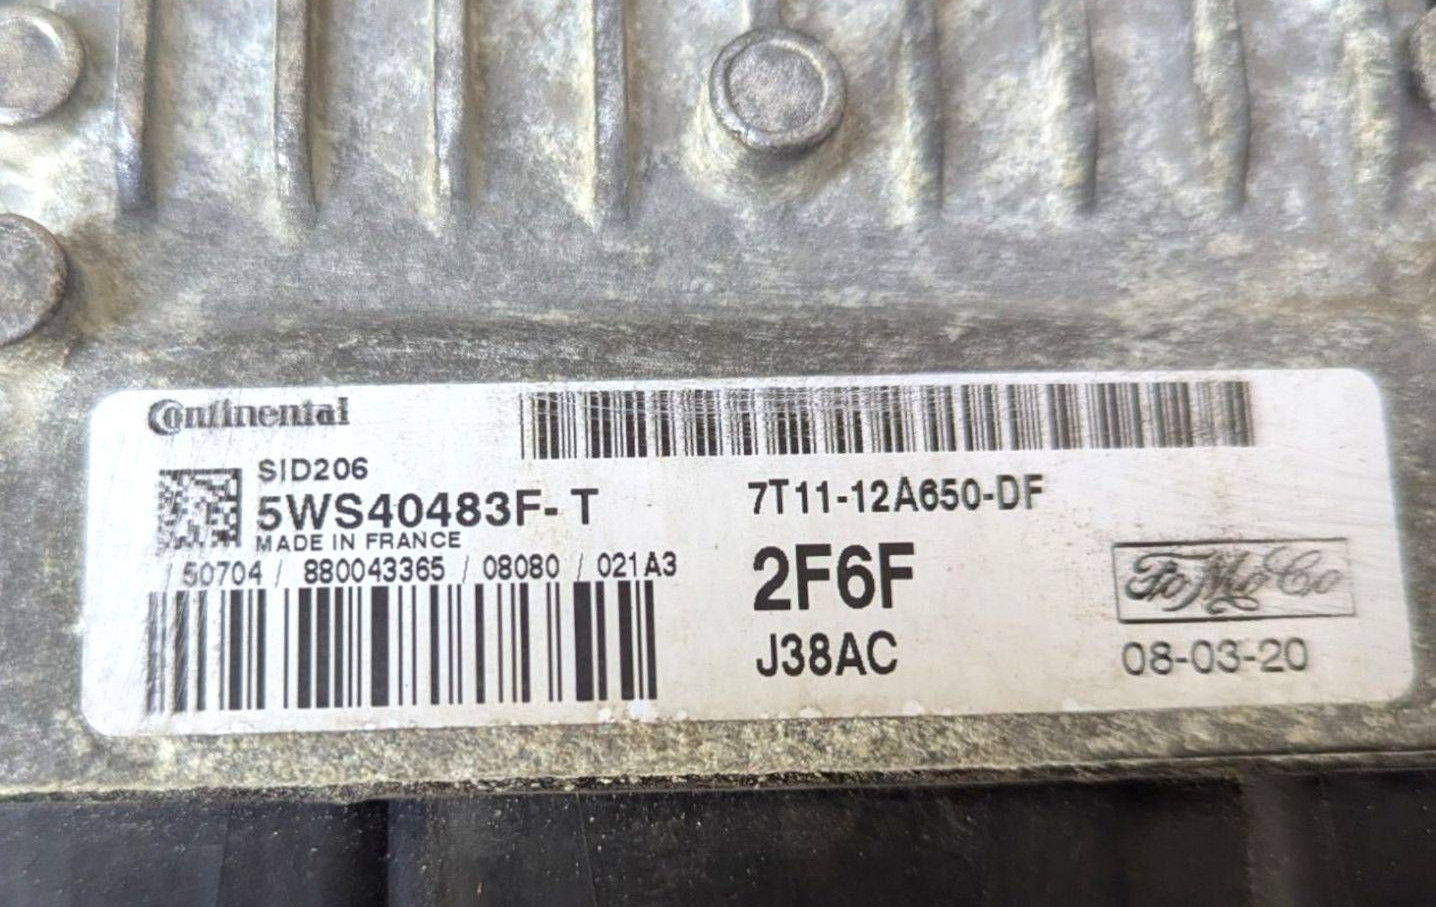 Continental
SID206
5WS40483F-T
MADE IN FRANCE
/ 50704 / 880043365 / 08080 / 021A3
7T11-12A650-DF
2F6F
J38AC
FoMoCo
08-03-20